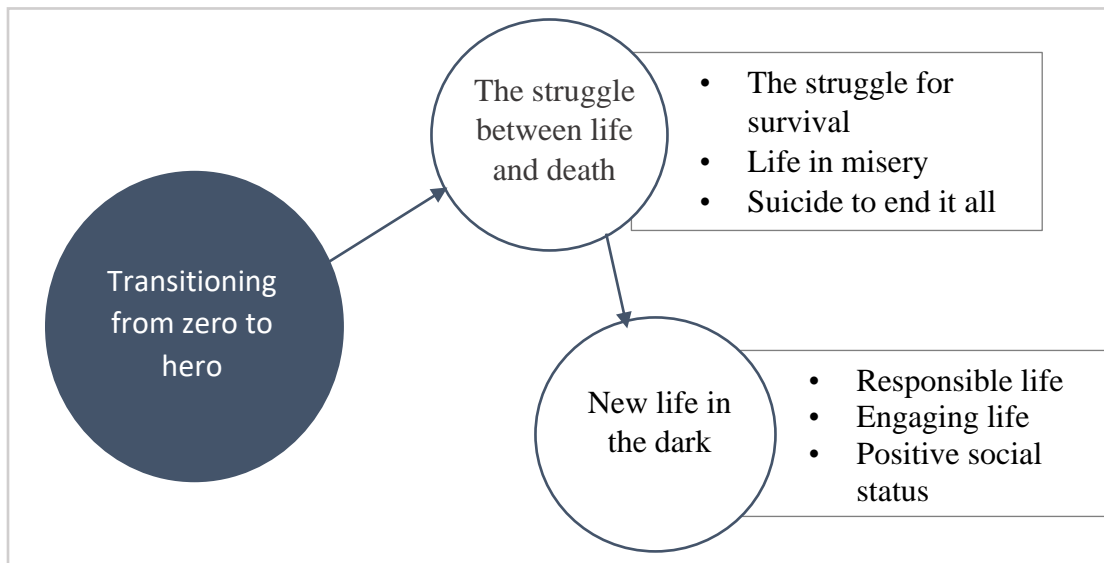 The struggle
between life
and death
• The struggle for
survival
• Life in misery
• Suicide to end it all
Transitioning
from zero to
hero
New life in
the dark
• Responsible life
• Engaging life
• Positive social
status